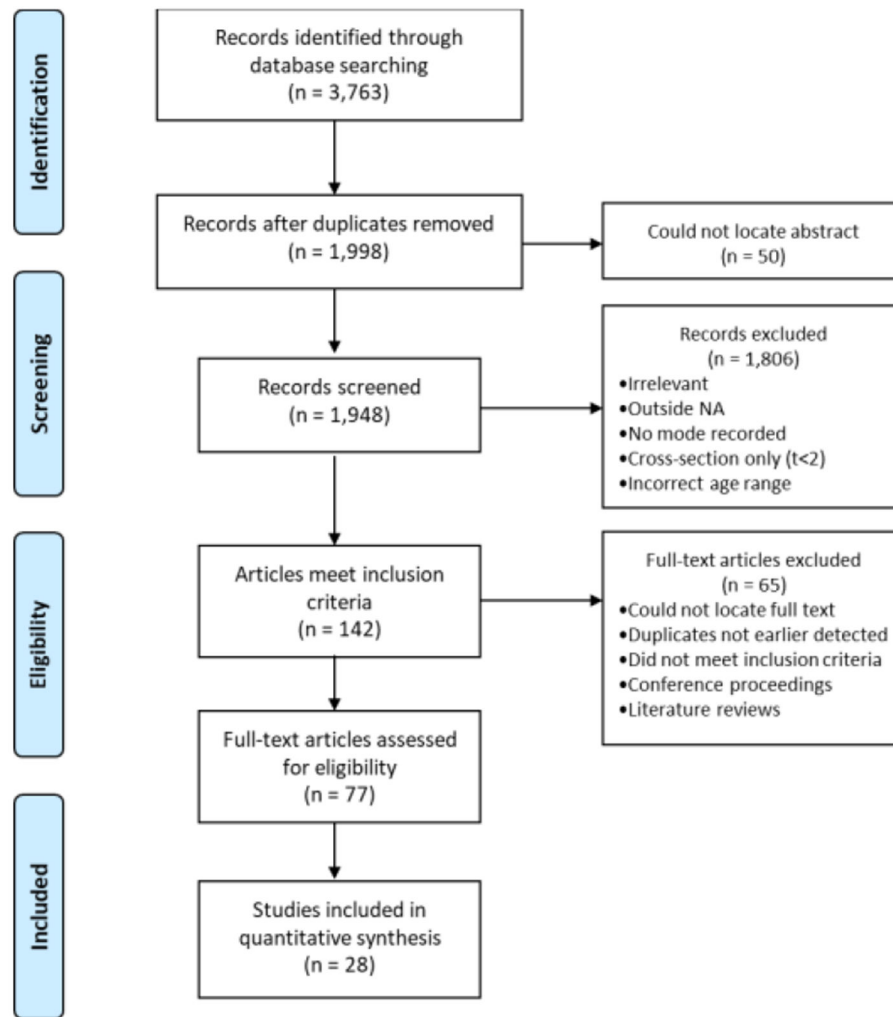 Identification
Records identified through
database searching
(n = 3,763)
Records after duplicates removed
(n = 1,998)
Could not locate abstract
(n = 50)
Screening
Records screened
(n = 1,948)
Records excluded
(n = 1,806)
•Irrelevant
•Outside NA
•No mode recorded
•Cross-section only (t<2)
•Incorrect age range
Eligibility
Articles meet inclusion
criteria
(n = 142)
Full-text articles excluded
(n = 65)
•Could not locate full text
•Duplicates not earlier detected
•Did not meet inclusion criteria
•Conference proceedings
•Literature reviews
Full-text articles assessed
for eligibility
(n = 77)
Included
Studies included in
quantitative synthesis
(n = 28)